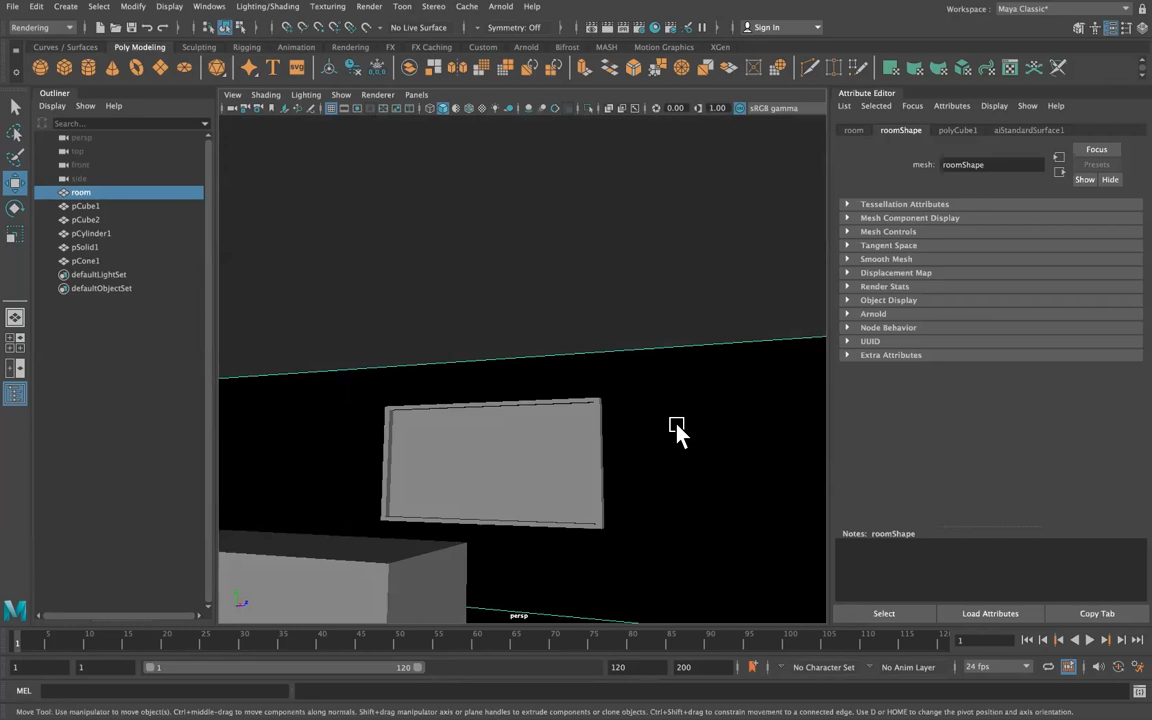 File Edit Create Select Modify Display Windows Lighting/Shading Texturing Render Toon Stereo Cache Arnold Help Workspace : Maya Classic*
Rendering No Live Surface Symmetry: Off Sign In
Curves / Surfaces Poly Modeling Sculpting Rigging Animation Rendering FX FX Caching Custom Arnold Bifrost MASH Motion Graphics XGen
SVG
Outliner
Display Show Help
Search...
persp
top
front
side
room
pCube1
pCube2
pCylinder1
pSolid1
pCone1
defaultLightSet
defaultObjectSet
View Shading Lighting Show Renderer Panels
0.00 1.00 sRGB gamma
persp
Attribute Editor
List Selected Focus Attributes Display Show Help
room roomShape polyCube1 aiStandardSurface1
Focus
mesh: roomShape Presets
Show Hide
Tessellation Attributes
Mesh Component Display
Mesh Controls
Tangent Space
Smooth Mesh
Displacement Map
Render Stats
Object Display
Arnold
Node Behavior
UUID
Extra Attributes
Notes: roomShape
Select Load Attributes Copy Tab
1 5 10 15 20 25 30 35 40 45 50 55 60 65 70 75 80 85 90 95 100 105 110 115 12 1
1 1 1 120 120 200 No Character Set No Anim Layer 24 fps
MEL
Move Tool: Use manipulator to move object(s). Ctrl+middle-drag to move components along normals. Shift+drag manipulator axis or plane handles to extrude components or clone objects. Ctrl+Shift+drag to constrain movement to a connected edge. Use D or HOME to change the pivot position and axis orientation.